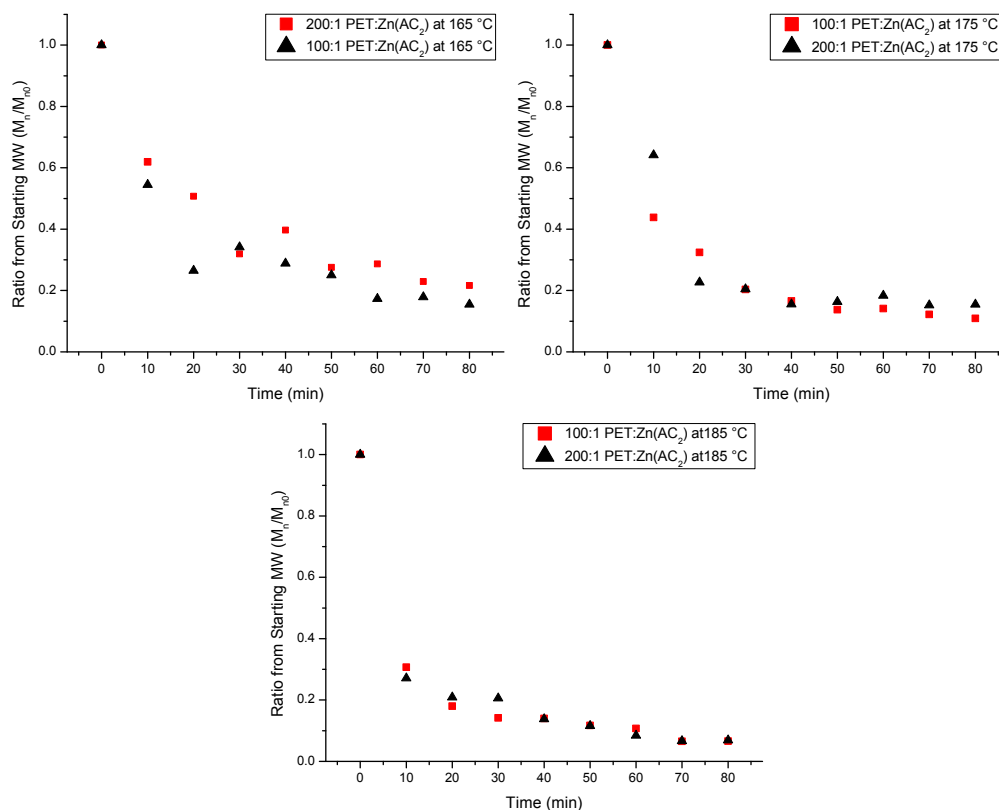 200:1 PET:Zn(AC₂) at 165 °C
100:1 PET:Zn(AC₂) at 165 °C
1.0
0.8
0.6
0.4
0.2
0.0
Ratio from Starting MW (Mₙ/Mₙ₀)
0 10 20 30 40 50 60 70 80
Time (min)
100:1 PET:Zn(AC₂) at 175 °C
200:1 PET:Zn(AC₂) at 175 °C
1.0
0.8
0.6
0.4
0.2
0.0
Ratio from Starting MW (Mₙ/Mₙ₀)
0 10 20 30 40 50 60 70 80
Time (min)
100:1 PET:Zn(AC₂) at185 °C
200:1 PET:Zn(AC₂) at185 °C
1.0
0.8
0.6
0.4
0.2
0.0
Ratio from Starting MW (Mₙ/Mₙ₀)
0 10 20 30 40 50 60 70 80
Time (min)